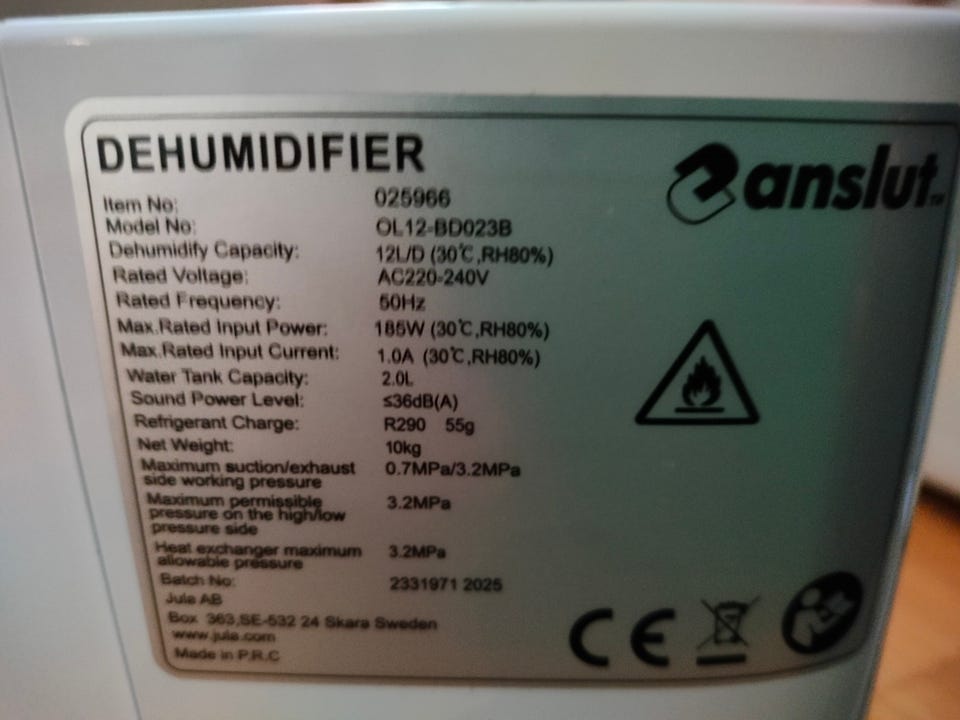 DEHUMIDIFIER
anslut™
Item No: 025966
Model No: OL12-BD023B
Dehumidify Capacity: 12L/D (30℃,RH80%)
Rated Voltage: AC220-240V
Rated Frequency: 50Hz
Max.Rated Input Power: 185W (30℃,RH80%)
Max.Rated Input Current: 1.0A (30℃,RH80%)
Water Tank Capacity: 2.0L
Sound Power Level: ≤36dB(A)
Refrigerant Charge: R290 55g
Net Weight: 10kg
Maximum suction/exhaust 0.7MPa/3.2MPa
side working pressure
Maximum permissible 3.2MPa
pressure on the high/low
pressure side
Heat exchanger maximum 3.2MPa
allowable pressure
Batch No: 2331971 2025
Jula AB
Box 363,SE-532 24 Skara Sweden
www.jula.com
Made in P.R.C
CE